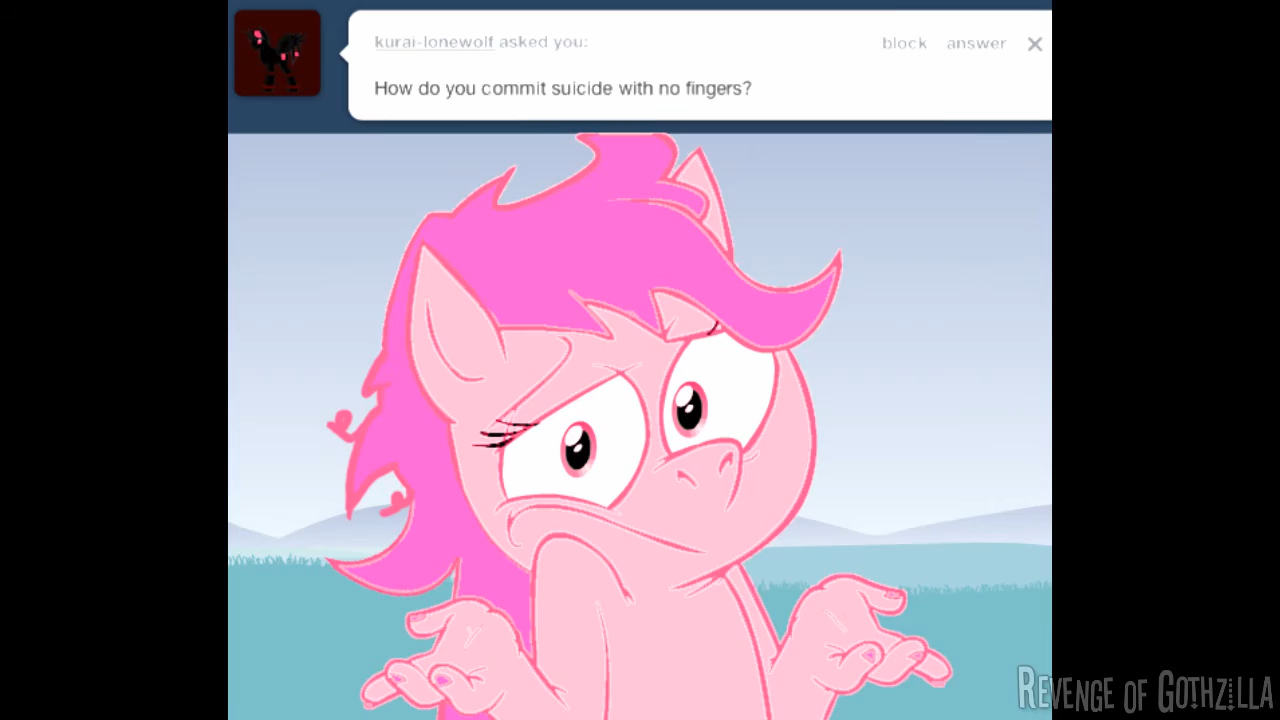 kurai-lonewolf asked you:
block answer
How do you commit suicide with no fingers?
REVENGE OF GOTHZILLA